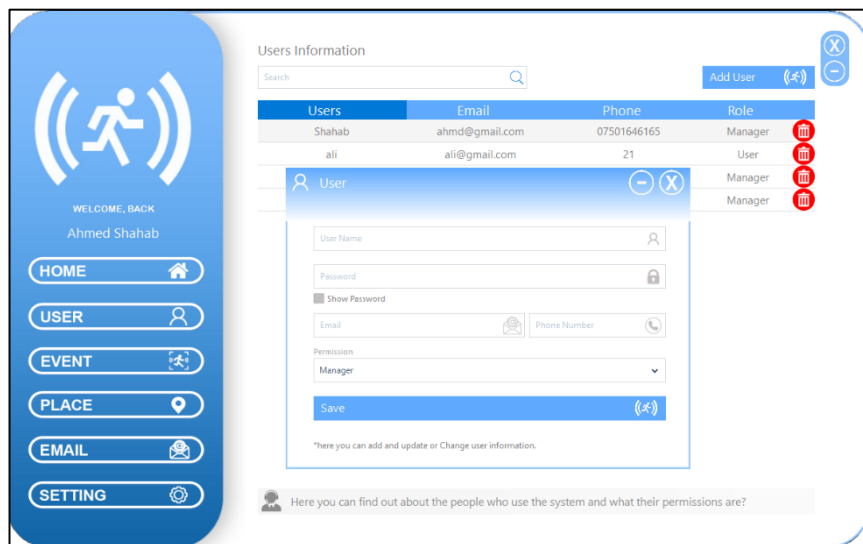 WELCOME, BACK
Ahmed Shahab
HOME
USER
EVENT
PLACE
EMAIL
SETTING
Users Information
Search
Add User
Users Email Phone Role
Shahab ahmd@gmail.com 07501646165 Manager
ali ali@gmail.com 21 User
Manager
Manager
User
User Name
Password
Show Password
Email Phone Number
Permission
Manager
Save
*here you can add and update or Change user information.
Here you can find out about the people who use the system and what their permissions are?